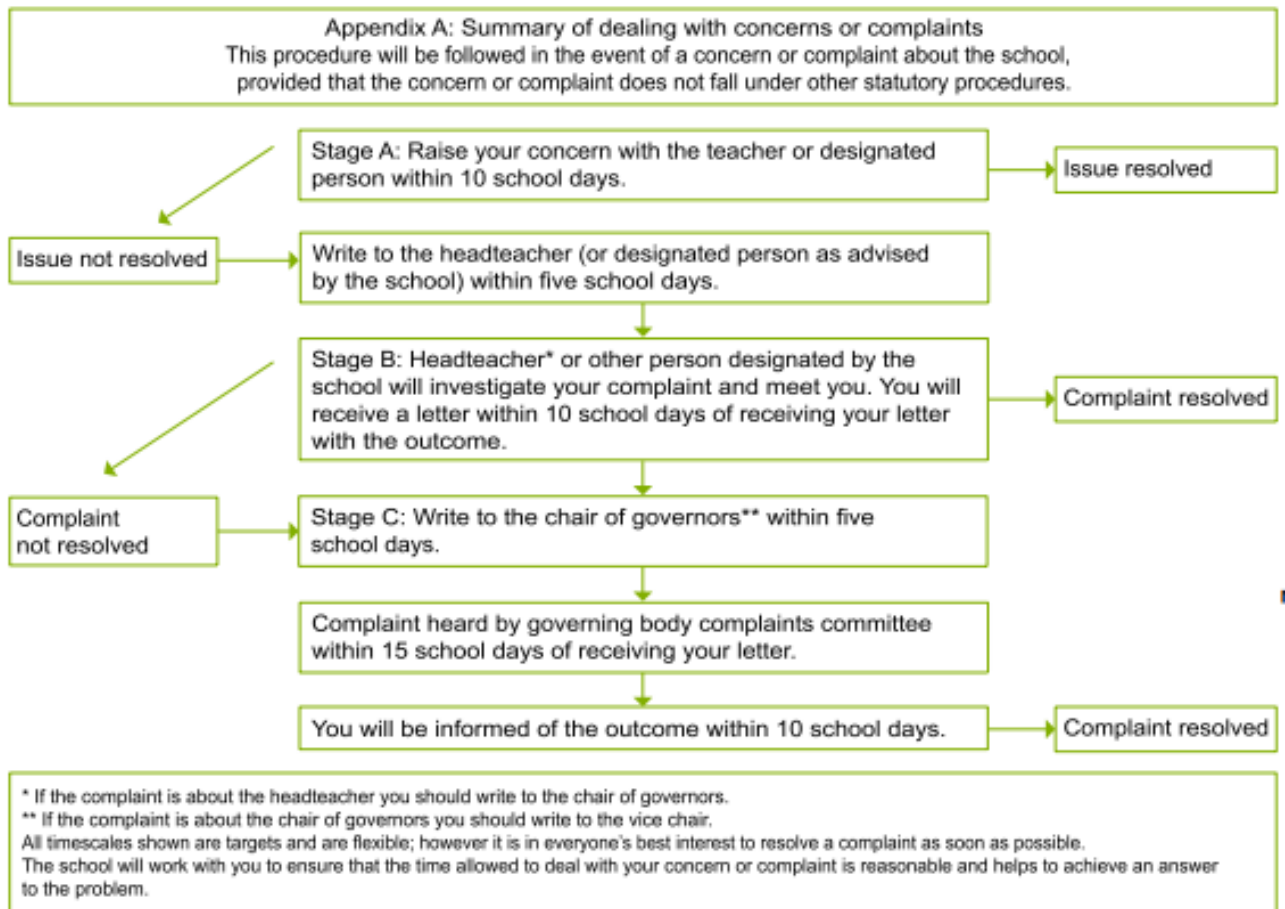 Appendix A: Summary of dealing with concerns or complaints
This procedure will be followed in the event of a concern or complaint about the school,
provided that the concern or complaint does not fall under other statutory procedures.
Stage A: Raise your concern with the teacher or designated
person within 10 school days.
Issue resolved
Issue not resolved
Write to the headteacher (or designated person as advised
by the school) within five school days.
Stage B: Headteacher* or other person designated by the
school will investigate your complaint and meet you. You will
receive a letter within 10 school days of receiving your letter
with the outcome.
Complaint resolved
Complaint
not resolved
Stage C: Write to the chair of governors** within five
school days.
Complaint heard by governing body complaints committee
within 15 school days of receiving your letter.
You will be informed of the outcome within 10 school days.
Complaint resolved
* If the complaint is about the headteacher you should write to the chair of governors.
** If the complaint is about the chair of governors you should write to the vice chair.
All timescales shown are targets and are flexible; however it is in everyone's best interest to resolve a complaint as soon as possible.
The school will work with you to ensure that the time allowed to deal with your concern or complaint is reasonable and helps to achieve an answer
to the problem.